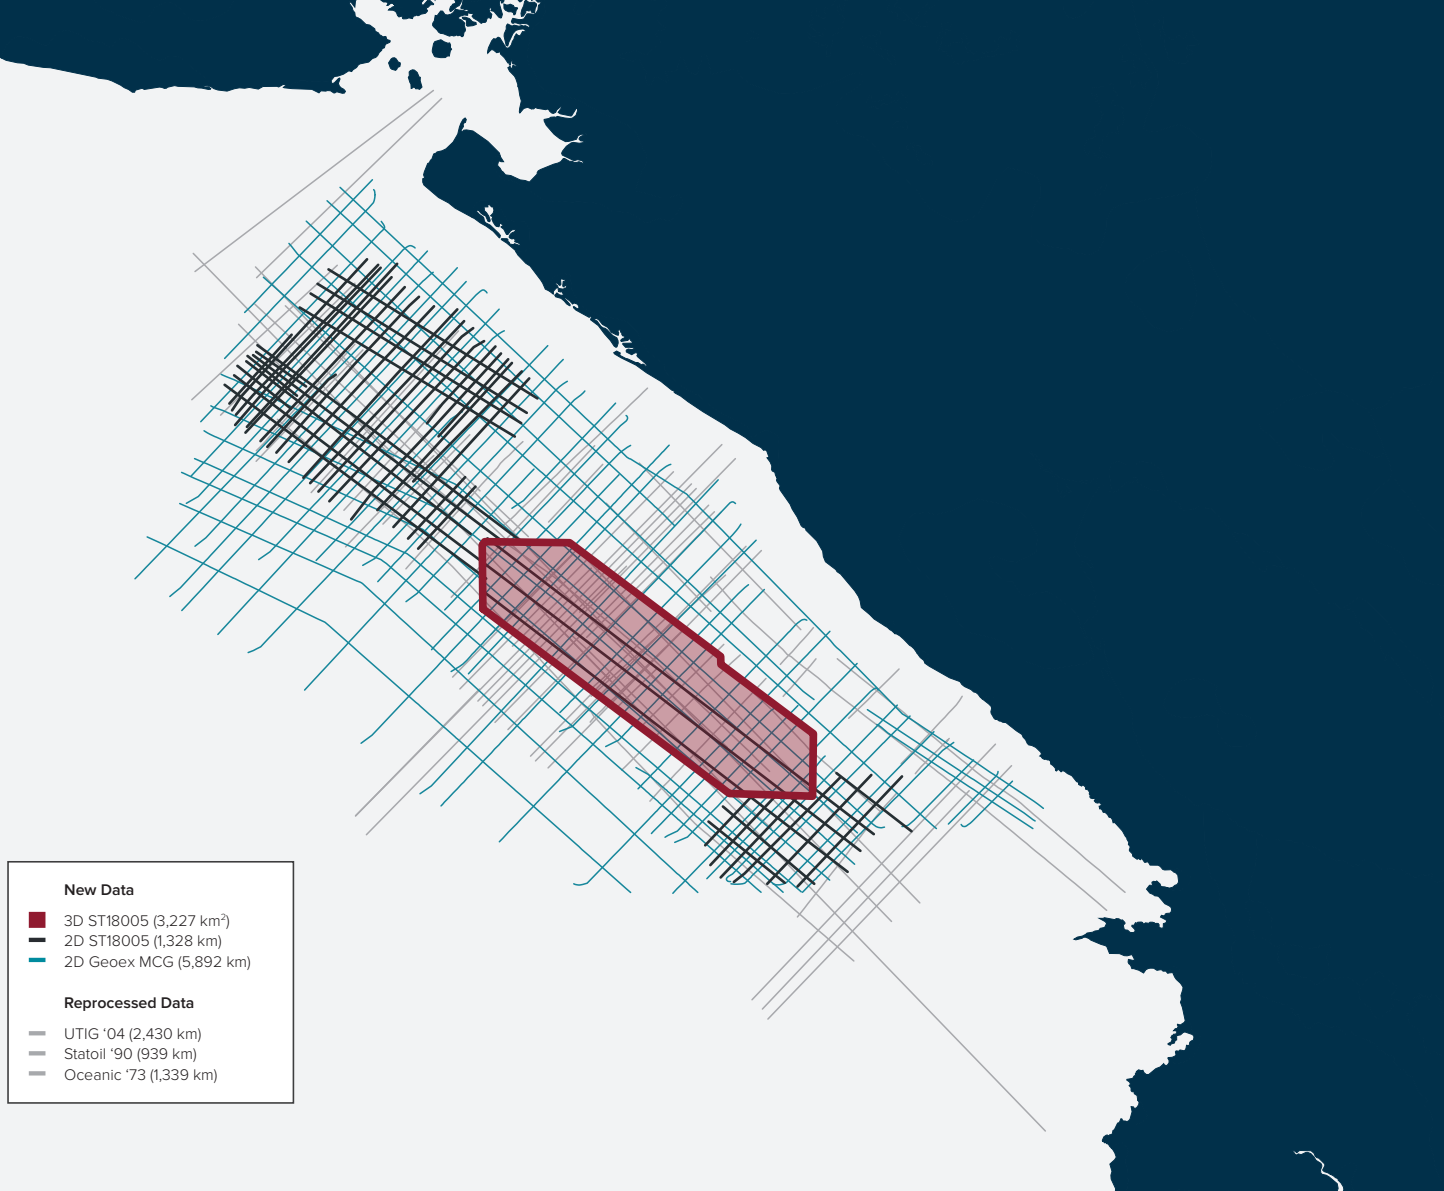 New Data
3D ST18005 (3,227 km²)
2D ST18005 (1,328 km)
2D Geoex MCG (5,892 km)
Reprocessed Data
UTIG ‘04 (2,430 km)
Statoil ‘90 (939 km)
Oceanic ‘73 (1,339 km)